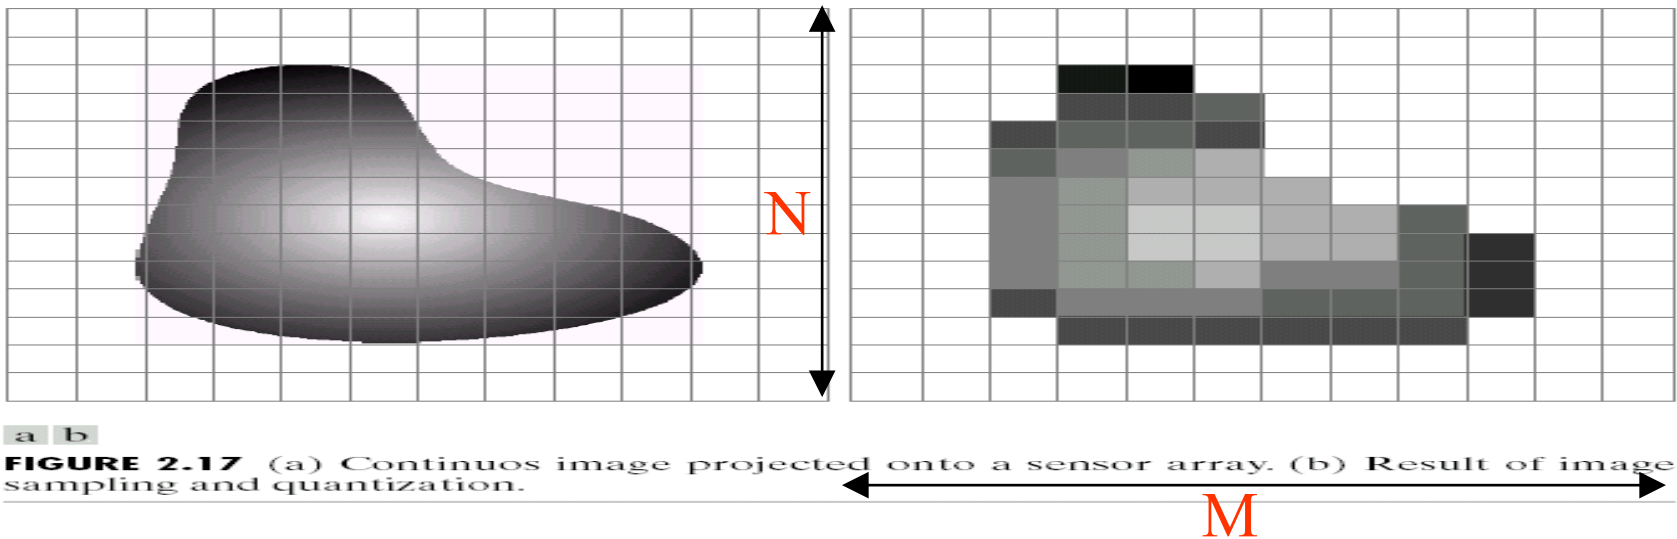 N
a b
FIGURE 2.17 (a) Continuos image projected onto a sensor array. (b) Result of image
sampling and quantization.
M